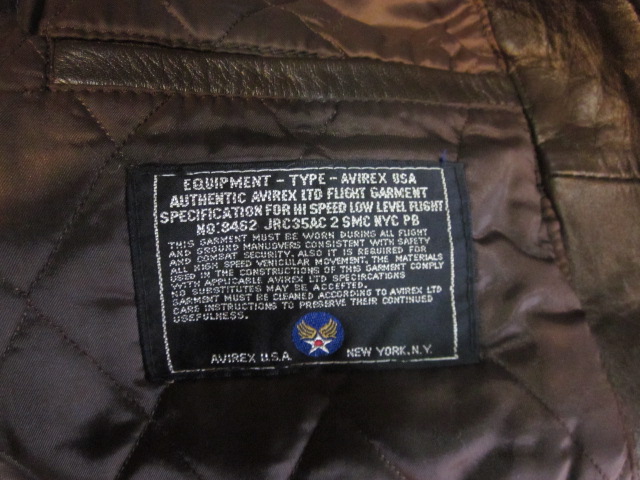 EQUIPMENT - TYPE - AVIREX USA
AUTHENTIC AVIREX LTD FLIGHT GARMENT
SPECIFICATION FOR HI SPEED LOW LEVEL FLIGHT
NO 8462 JRC35AC 2 SMC NYC PB
THIS GARMENT MUST BE WORN DURING ALL FLIGHT
AND GROUND MANUOVERS CONSISTENT WITH SAFETY
AND COMBAT SECURITY. ALSO IT IS REQUIRED FOR
ALL HIGH SPEED VEHICULAR MOVEMENT. THE MATERIALS
USED IN THE CONSTRUCTIONS OF THIS GARMENT COMPLY
WITH APPLICABLE AVIREX LTD SPECIFICATIONS
NO SUBSTITUTES MAY BE ACCEPTED.
GARMENT MUST BE CLEANED ACCORDING TO AVIREX LTD
CARE INSTRUCTIONS TO PRESERVE THEIR CONTINUED
USEFULNESS.
AVIREX U.S.A. NEW YORK, N.Y.